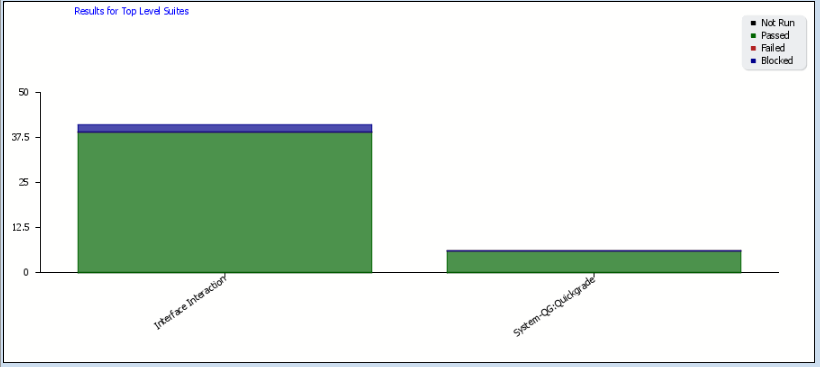 Results for Top Level Suites
Not Run
Passed
Failed
Blocked
50
37.5
25
12.5
0
Interface Interaction
System-QG:Quickgrade